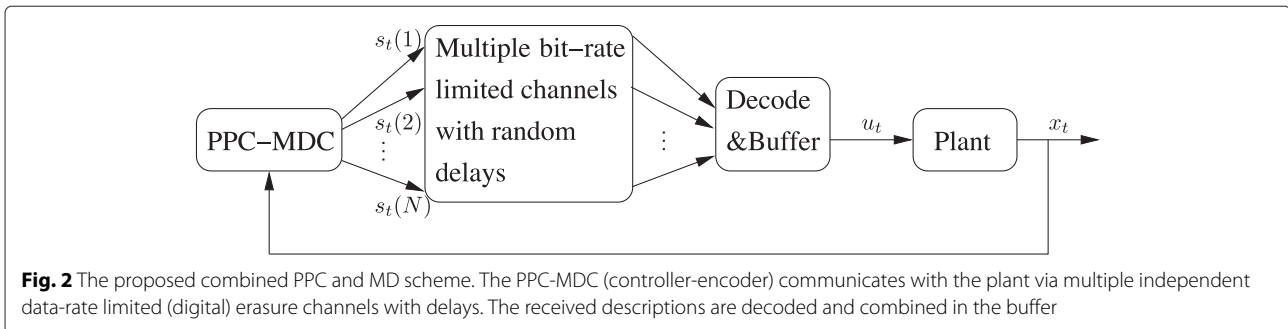 s_t(1)
Multiple bit–rate
limited channels
with random
delays
PPC–MDC
s_t(2)
⋮
s_t(N)
⋮
Decode
&Buffer
u_t
Plant
x_t
Fig. 2 The proposed combined PPC and MD scheme. The PPC-MDC (controller-encoder) communicates with the plant via multiple independent
data-rate limited (digital) erasure channels with delays. The received descriptions are decoded and combined in the buffer